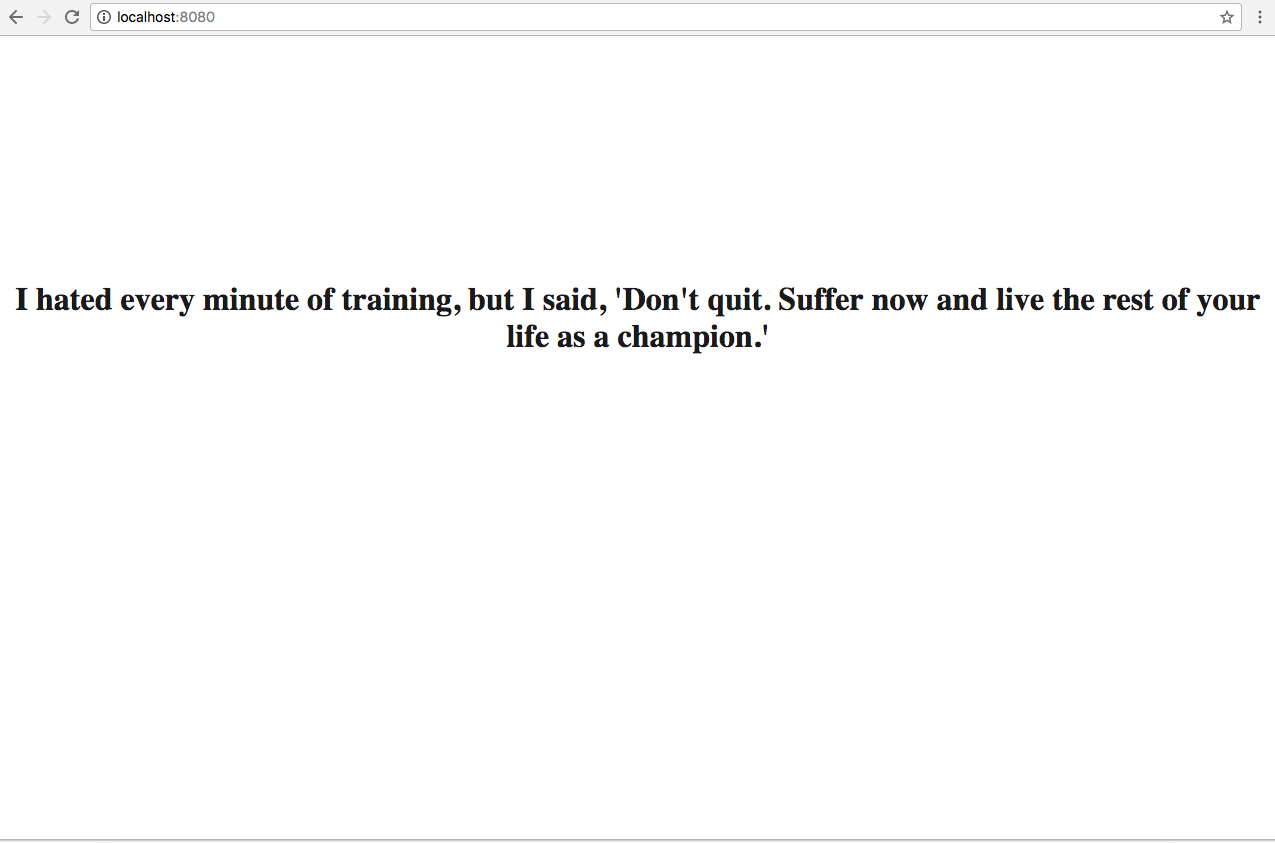 localhost:8080
I hated every minute of training, but I said, 'Don't quit. Suffer now and live the rest of your
life as a champion.'